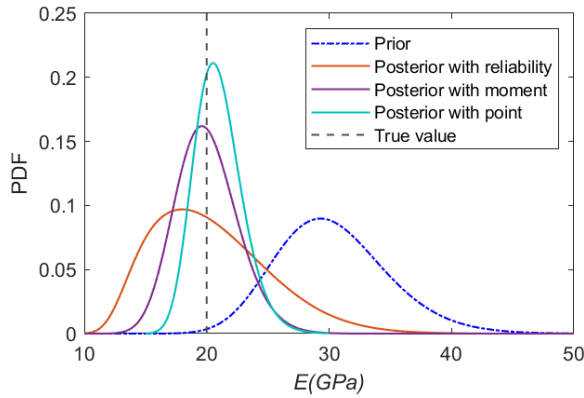 0.25
0.2
0.15
0.1
0.05
0
PDF
Prior
Posterior with reliability
Posterior with moment
Posterior with point
True value
10 20 30 40 50
E(GPa)